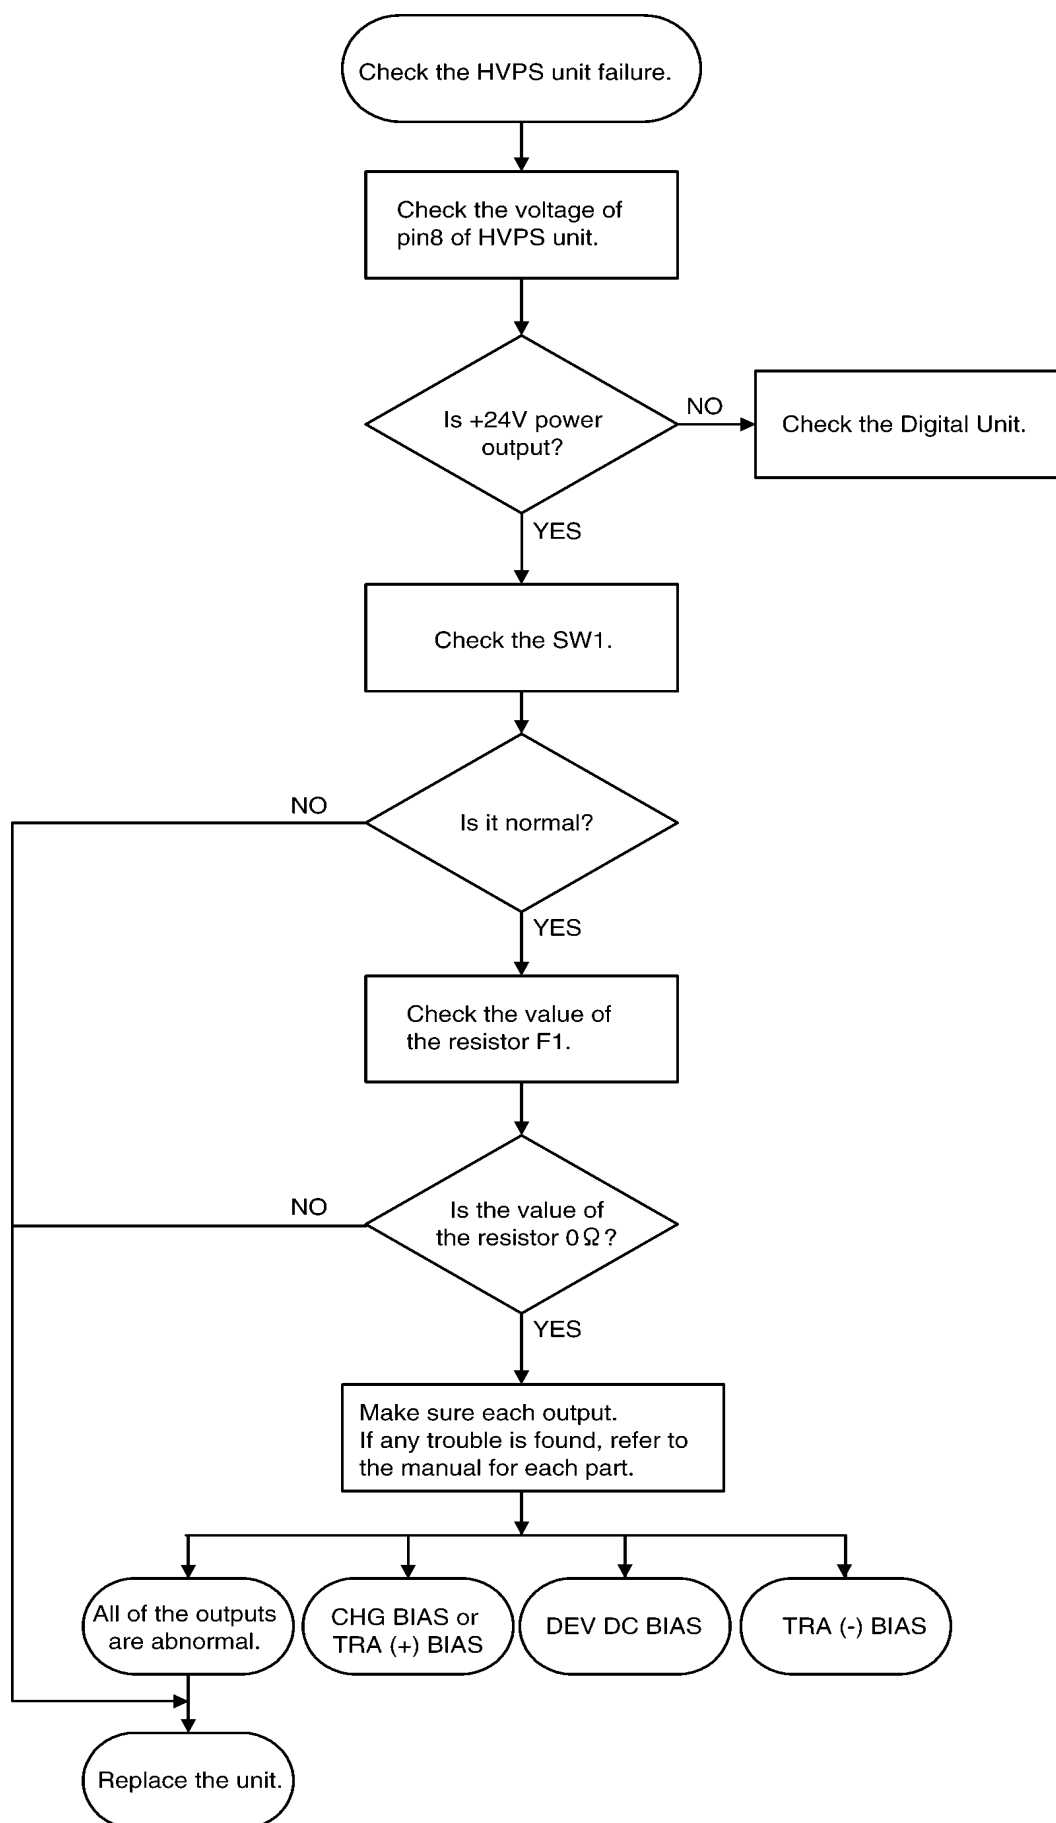 Check the HVPS unit failure.
Check the voltage of
pin8 of HVPS unit.
Is +24V power
output?
NO
Check the Digital Unit.
YES
Check the SW1.
NO
Is it normal?
YES
Check the value of
the resistor F1.
NO
Is the value of
the resistor 0Ω?
YES
Make sure each output.
If any trouble is found, refer to
the manual for each part.
All of the outputs
are abnormal.
CHG BIAS or
TRA (+) BIAS
DEV DC BIAS
TRA (-) BIAS
Replace the unit.